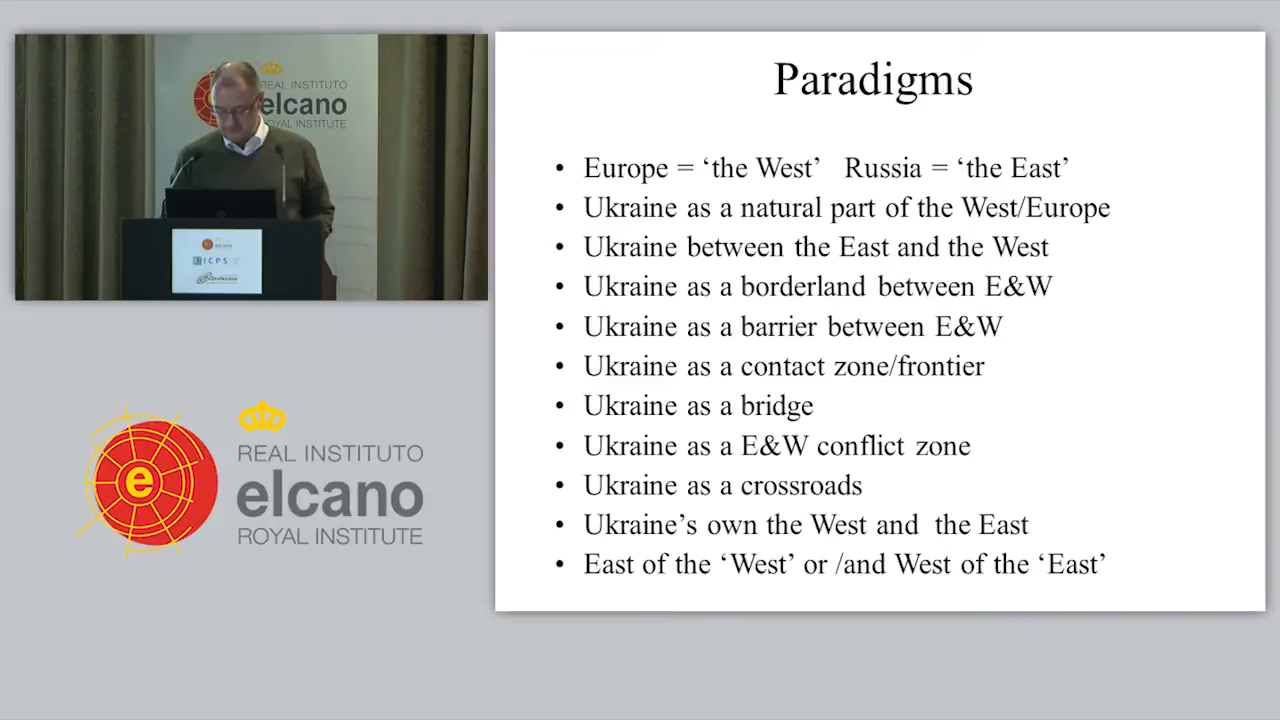 REAL INSTITUTO
elcano
ROYAL INSTITUTE
ICPS
e
REAL INSTITUTO
elcano
ROYAL INSTITUTE
Paradigms
• Europe = ‘the West’ Russia = ‘the East’
• Ukraine as a natural part of the West/Europe
• Ukraine between the East and the West
• Ukraine as a borderland between E&W
• Ukraine as a barrier between E&W
• Ukraine as a contact zone/frontier
• Ukraine as a bridge
• Ukraine as a E&W conflict zone
• Ukraine as a crossroads
• Ukraine’s own the West and the East
• East of the ‘West’ or /and West of the ‘East’